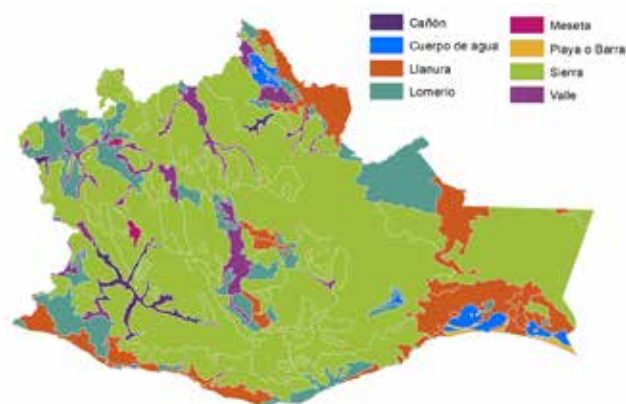 Cañón
Cuerpo de agua
Llanura
Lomerío
Meseta
Playa o Barra
Sierra
Valle